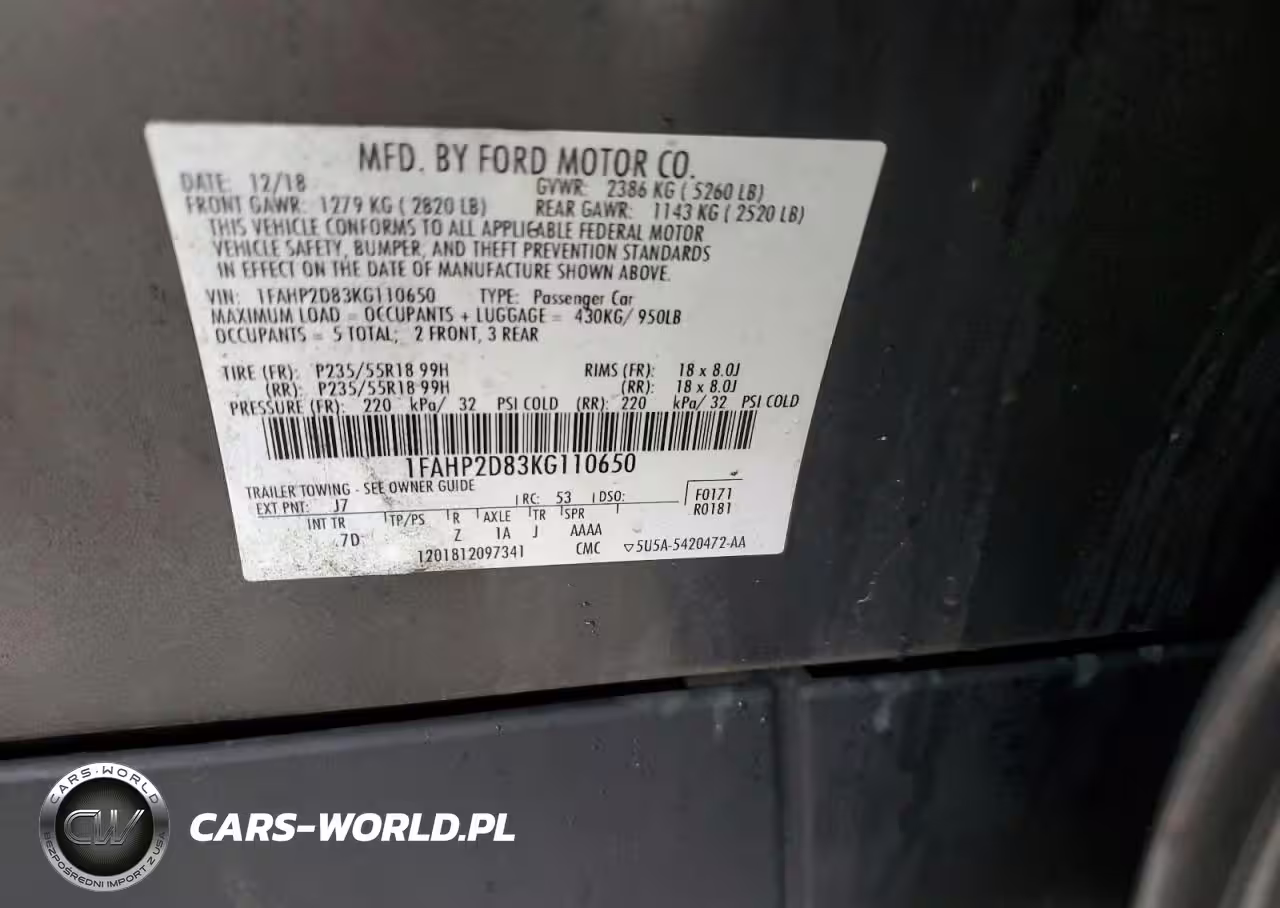 MFD. BY FORD MOTOR CO.
DATE: 12/18 GVWR: 2386 KG ( 5260 LB)
FRONT GAWR: 1279 KG ( 2820 LB) REAR GAWR: 1143 KG ( 2520 LB)
THIS VEHICLE CONFORMS TO ALL APPLICABLE FEDERAL MOTOR
VEHICLE SAFETY, BUMPER, AND THEFT PREVENTION STANDARDS
IN EFFECT ON THE DATE OF MANUFACTURE SHOWN ABOVE.
VIN: 1FAHP2D83KG110650 TYPE: Passenger Car
MAXIMUM LOAD = OCCUPANTS + LUGGAGE = 430KG/ 950LB
OCCUPANTS = 5 TOTAL; 2 FRONT, 3 REAR
TIRE (FR): P235/55R18 99H RIMS (FR): 18 x 8.0J
(RR): P235/55R18 99H (RR): 18 x 8.0J
PRESSURE (FR): 220 kPa/ 32 PSI COLD (RR): 220 kPa/ 32 PSI COLD
1FAHP2D83KG110650
TRAILER TOWING - SEE OWNER GUIDE
EXT PNT: J7 RC: 53 DSO: F0171
R0181
INT TR TP/PS R AXLE TR SPR
7D Z 1A J AAAA
1201812097341 CMC ▽5U5A-5420472-AA
CARS-WORLD
CW
BEZPOŚREDNI IMPORT Z USA
CARS-WORLD.PL